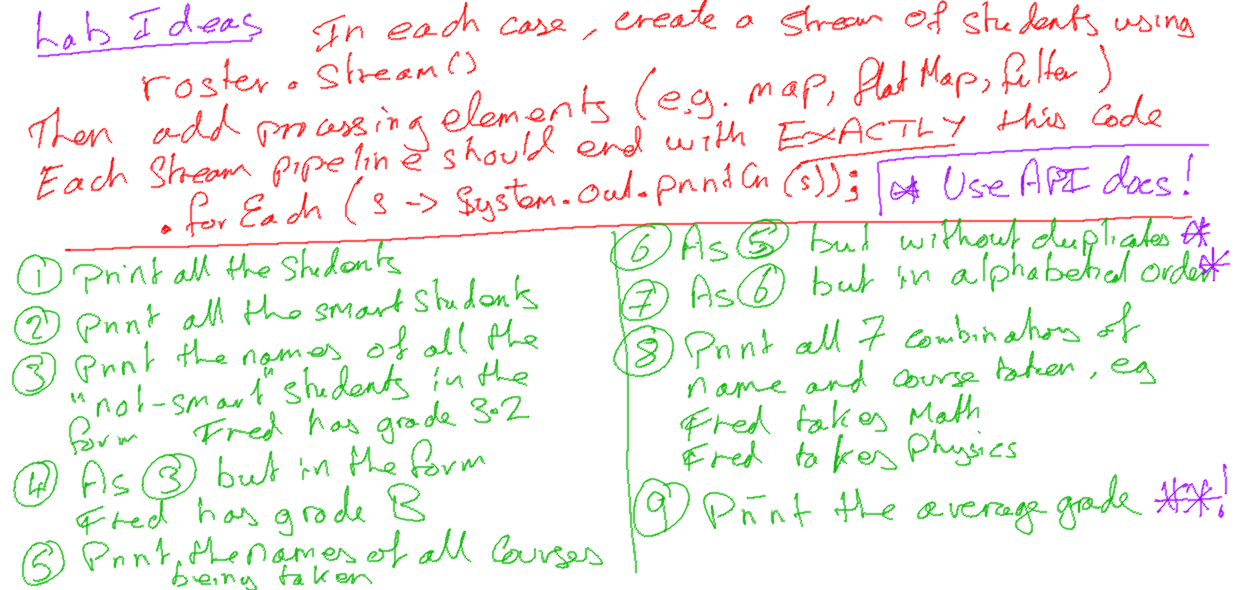 Lab Ideas In each case, create a stream of students using
roster.stream()
Then add processing elements (e.g. map, flatMap, filter)
Each Stream pipeline should end with EXACTLY this code
.forEach(s -> System.out.println(s)); * Use API docs!
① Print all the students
② Print all the smart students
③ Print the names of all the
"not-smart" students in the
form Fred has grade 3.2
④ As ③ but in the form
Fred has grade B
⑤ Print the names of all courses
being taken
⑥ As ⑤ but without duplicates *
⑦ As ⑥ but in alphabetical order *
⑧ Print all 7 combinations of
name and course taken, eg
Fred takes Math
Fred takes Physics
⑨ Print the average grade **!